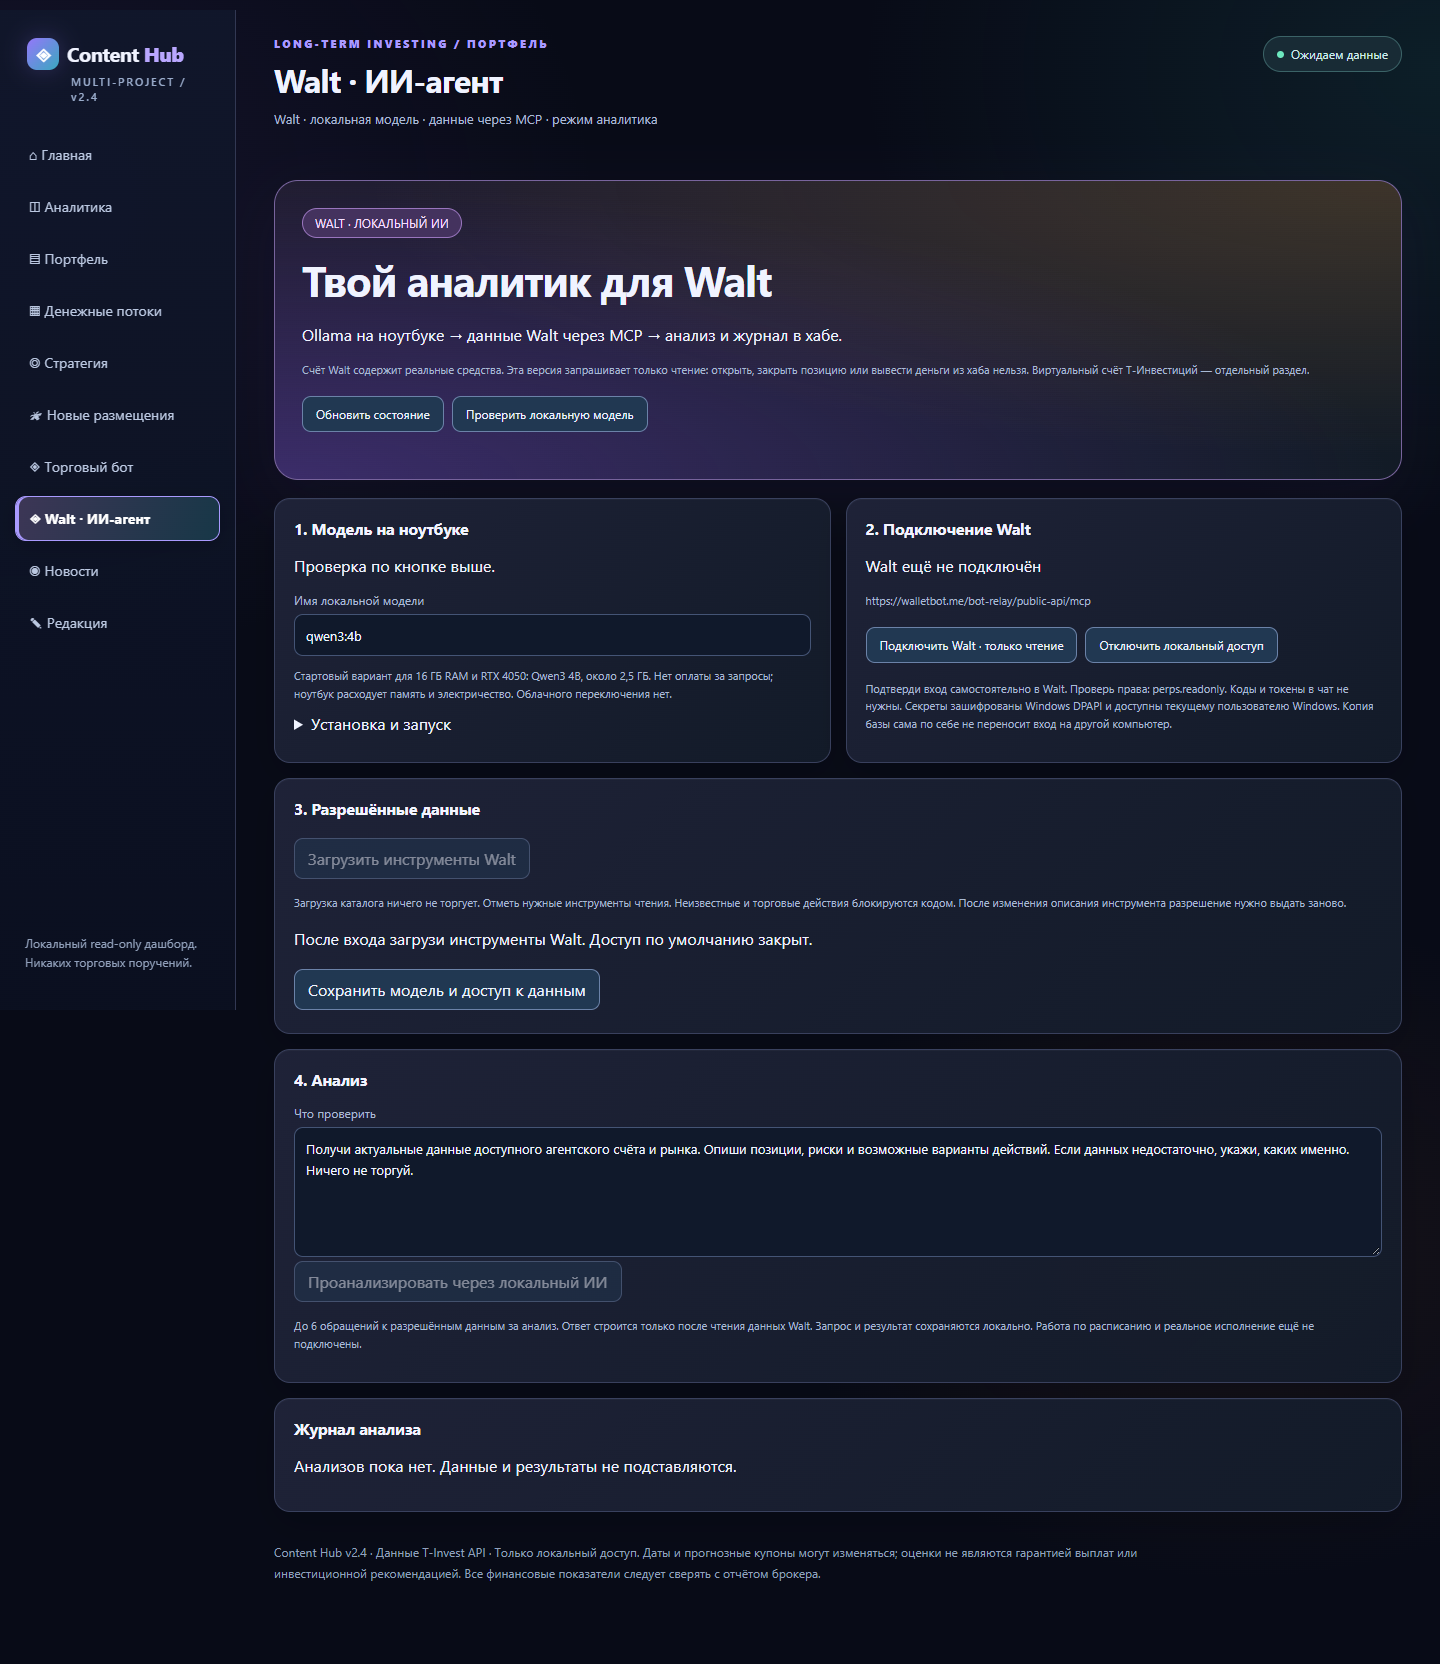 Content Hub
MULTI-PROJECT /
v2.4
Главная
Аналитика
Портфель
Денежные потоки
Стратегия
Новые размещения
Торговый бот
Walt · ИИ-агент
Новости
Редакция
Локальный read-only дашборд.
Никаких торговых поручений.
LONG-TERM INVESTING / ПОРТФЕЛЬ
Walt · ИИ-агент
Walt · локальная модель · данные через MCP · режим аналитика
Ожидаем данные
WALT · ЛОКАЛЬНЫЙ ИИ
Твой аналитик для Walt
Ollama на ноутбуке → данные Walt через MCP → анализ и журнал в хабе.
Счёт Walt содержит реальные средства. Эта версия запрашивает только чтение: открыть, закрыть позицию или вывести деньги из хаба нельзя. Виртуальный счёт Т-Инвестиций — отдельный раздел.
Обновить состояние
Проверить локальную модель
1. Модель на ноутбуке
Проверка по кнопке выше.
Имя локальной модели
qwen3:4b
Стартовый вариант для 16 ГБ RAM и RTX 4050: Qwen3 4B, около 2,5 ГБ. Нет оплаты за запросы;
ноутбук расходует память и электричество. Облачного переключения нет.
Установка и запуск
2. Подключение Walt
Walt ещё не подключён
https://walletbot.me/bot-relay/public-api/mcp
Подключить Walt · только чтение
Отключить локальный доступ
Подтверди вход самостоятельно в Walt. Проверь права: perps.readonly. Коды и токены в чат не
нужны. Секреты зашифрованы Windows DPAPI и доступны текущему пользователю Windows. Копия
базы сама по себе не переносит вход на другой компьютер.
3. Разрешённые данные
Загрузить инструменты Walt
Загрузка каталога ничего не торгует. Отметь нужные инструменты чтения. Неизвестные и торговые действия блокируются кодом. После изменения описания инструмента разрешение нужно выдать заново.
После входа загрузи инструменты Walt. Доступ по умолчанию закрыт.
Сохранить модель и доступ к данным
4. Анализ
Что проверить
Получи актуальные данные доступного агентского счёта и рынка. Опиши позиции, риски и возможные варианты действий. Если данных недостаточно, укажи, каких именно.
Ничего не торгуй.
Проанализировать через локальный ИИ
До 6 обращений к разрешённым данным за анализ. Ответ строится только после чтения данных Walt. Запрос и результат сохраняются локально. Работа по расписанию и реальное исполнение ещё не
подключены.
Журнал анализа
Анализов пока нет. Данные и результаты не подставляются.
Content Hub v2.4 · Данные T-Invest API · Только локальный доступ. Даты и прогнозные купоны могут изменяться; оценки не являются гарантией выплат или
инвестиционной рекомендацией. Все финансовые показатели следует сверять с отчётом брокера.